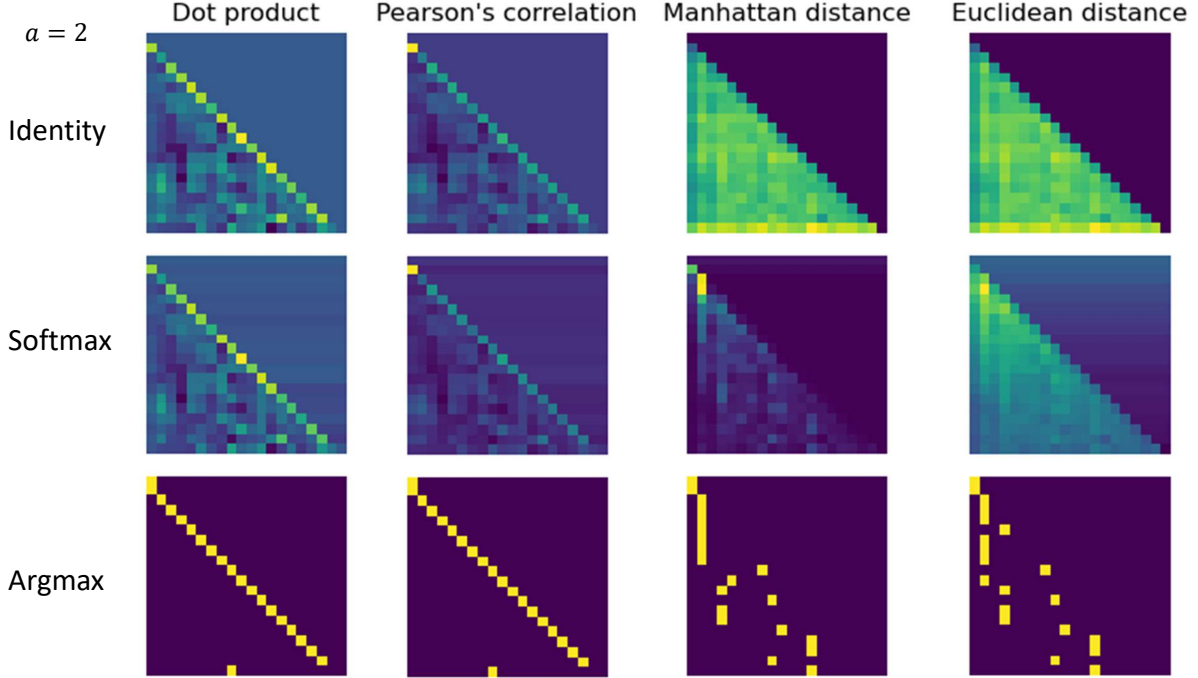 Dot product
Pearson's correlation
Manhattan distance
Euclidean distance
a = 2
Identity
Softmax
Argmax